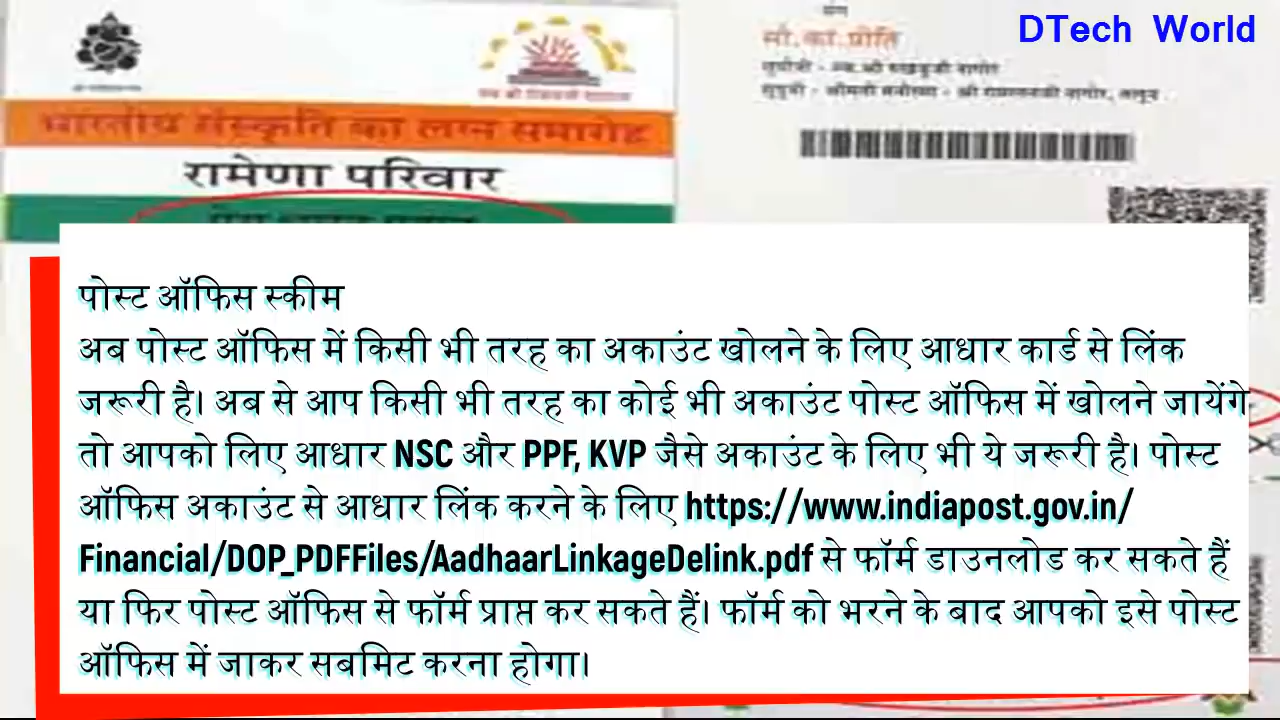 DTech World
भारतीय संस्कृति का लग्न समारोह
रामेणा परिवार
सौ.कां.प्रीति
पोस्ट ऑफिस स्कीम
अब पोस्ट ऑफिस में किसी भी तरह का अकाउंट खोलने के लिए आधार कार्ड से लिंक
जरूरी है। अब से आप किसी भी तरह का कोई भी अकाउंट पोस्ट ऑफिस में खोलने जायेंगे
तो आपको लिए आधार NSC और PPF, KVP जैसे अकाउंट के लिए भी ये जरूरी है। पोस्ट
ऑफिस अकाउंट से आधार लिंक करने के लिए https://www.indiapost.gov.in/
Financial/DOP_PDFFiles/AadhaarLinkageDelink.pdf से फॉर्म डाउनलोड कर सकते हैं
या फिर पोस्ट ऑफिस से फॉर्म प्राप्त कर सकते हैं। फॉर्म को भरने के बाद आपको इसे पोस्ट
ऑफिस में जाकर सबमिट करना होगा।